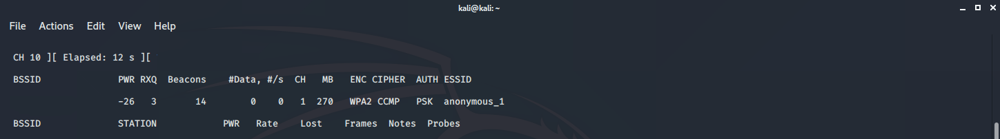 kali@kali: ~
File Actions Edit View Help
CH 10 ][ Elapsed: 12 s ][
BSSID PWR RXQ Beacons #Data, #/s CH MB ENC CIPHER AUTH ESSID
-26 3 14 0 0 1 270 WPA2 CCMP PSK anonymous_1
BSSID STATION PWR Rate Lost Frames Notes Probes